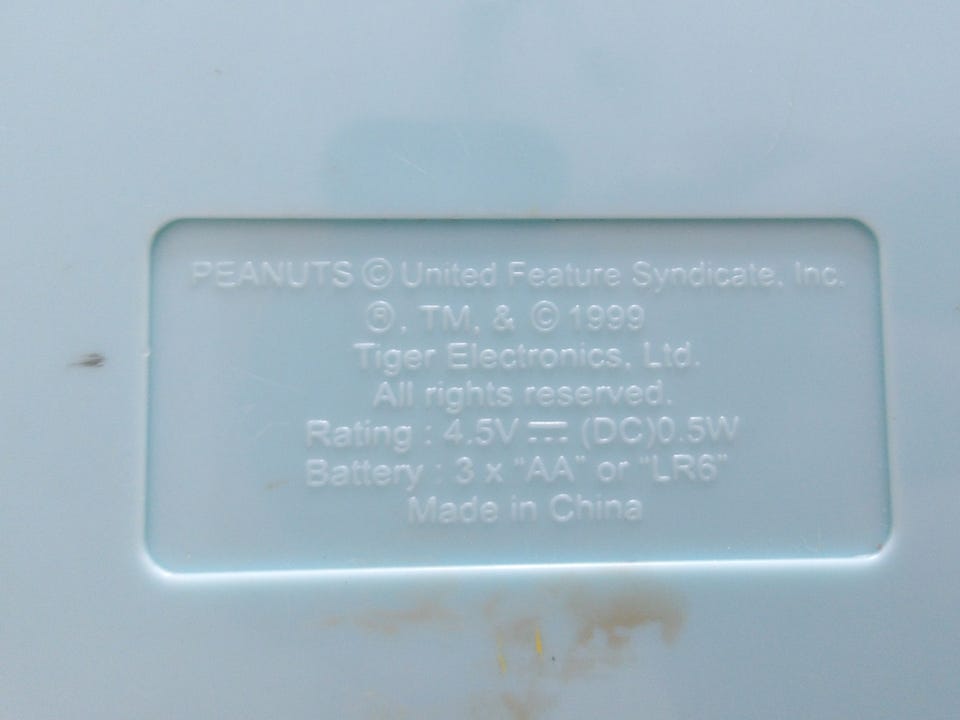 PEANUTS © United Feature Syndicate, Inc.
®, TM, & © 1999
Tiger Electronics, Ltd.
All rights reserved.
Rating : 4.5V ⎓ (DC)0.5W
Battery : 3 x “AA” or “LR6”
Made in China